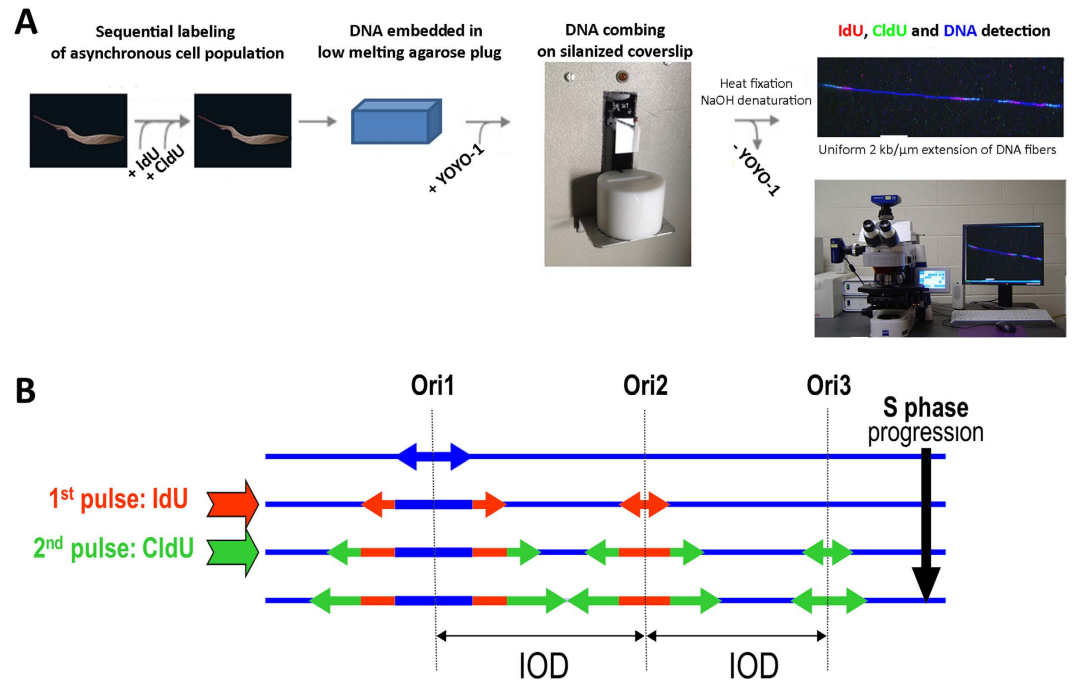 A
Sequential labeling
of asynchronous cell population
+ IdU
+ CldU
DNA embedded in
low melting agarose plug
+ YOYO-1
DNA combing
on silanized coverslip
Heat fixation
NaOH denaturation
- YOYO-1
IdU, CldU and DNA detection
Uniform 2 kb/µm extension of DNA fibers
B
Ori1
Ori2
Ori3
S phase
progression
1st pulse: IdU
2nd pulse: CldU
IOD
IOD